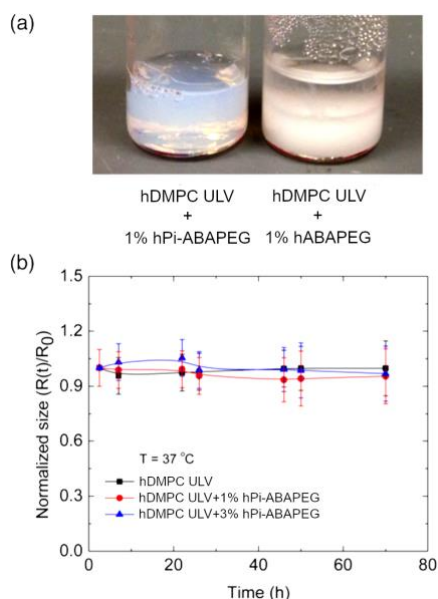 (a)
hDMPC ULV hDMPC ULV
+ +
1% hPi-ABAPEG 1% hABAPEG
(b)
Normalized size (R(t)/R₀)
1.5
1.2
0.9
0.6
0.3
0.0
T = 37 °C
hDMPC ULV
hDMPC ULV+1% hPi-ABAPEG
hDMPC ULV+3% hPi-ABAPEG
0 20 40 60 80
Time (h)